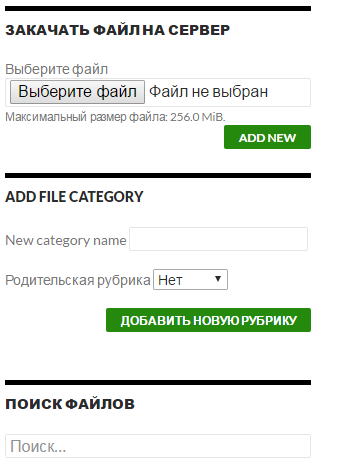 ЗАКАЧАТЬ ФАЙЛ НА СЕРВЕР
Выберите файл
Выберите файл Файл не выбран
Максимальный размер файла: 256.0 MiB.
ADD NEW
ADD FILE CATEGORY
New category name
Родительская рубрика Нет
ДОБАВИТЬ НОВУЮ РУБРИКУ
ПОИСК ФАЙЛОВ
Поиск...